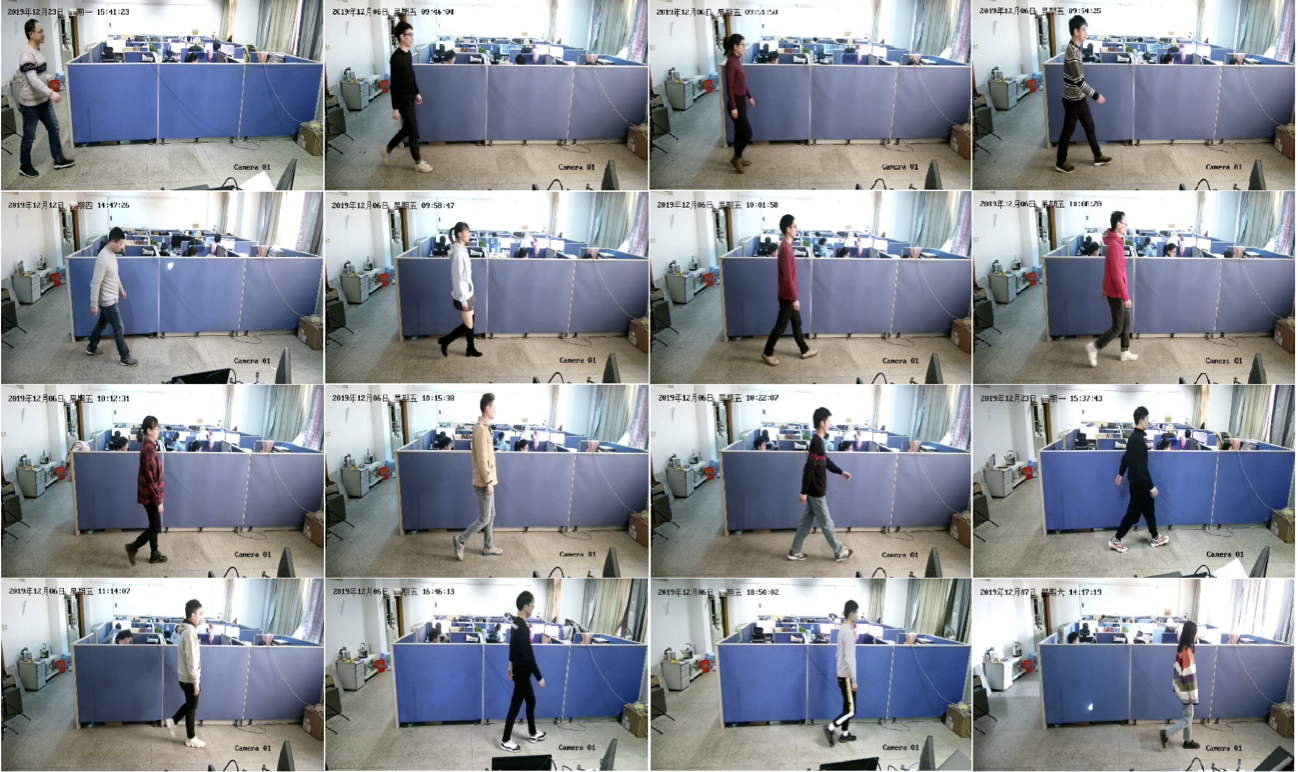 2019年12月23日 星期一 15:41:23
2019年12月06日 星期五 09:46:04
2019年12月06日 星期五 09:51:50
2019年12月06日 星期五 09:54:25
Camera 01
Camera 01
Camera 01
Camera 01
2019年12月12日 星期四 14:47:26
2019年12月06日 星期五 09:58:47
2019年12月06日 星期五 10:01:58
2019年12月06日 星期五 10:08:20
Camera 01
Camera 01
Camera 01
Camera 01
2019年12月06日 星期五 10:12:31
2019年12月06日 星期五 10:15:38
2019年12月06日 星期五 10:22:07
2019年12月23日 星期一 15:37:43
Camera 01
Camera 01
Camera 01
Camera 01
2019年12月06日 星期五 11:14:07
2019年12月06日 星期五 16:46:13
2019年12月06日 星期五 18:50:02
2019年12月07日 星期六 14:17:19
Camera 01
Camera 01
Camera 01
Camera 01